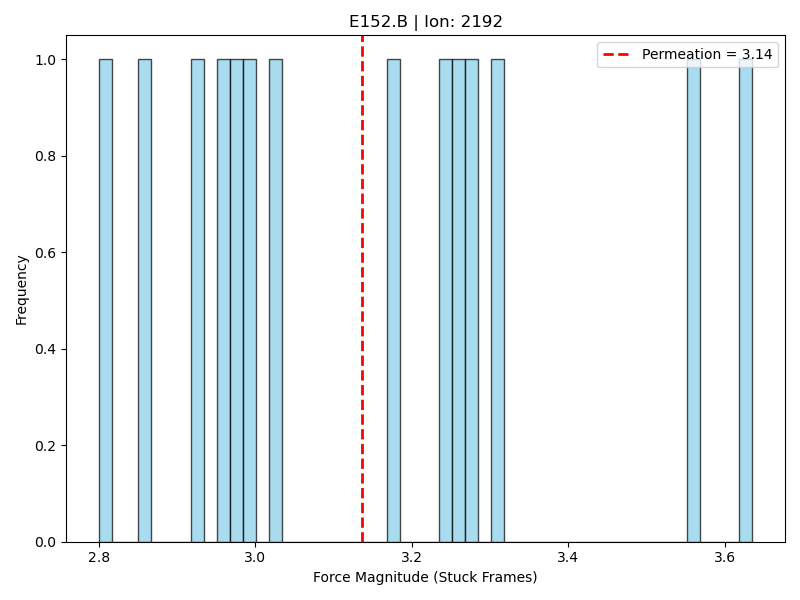 E152.B | Ion: 2192
Permeation = 3.14
1.0
0.8
0.6
0.4
0.2
0.0
Frequency
2.8 3.0 3.2 3.4 3.6
Force Magnitude (Stuck Frames)